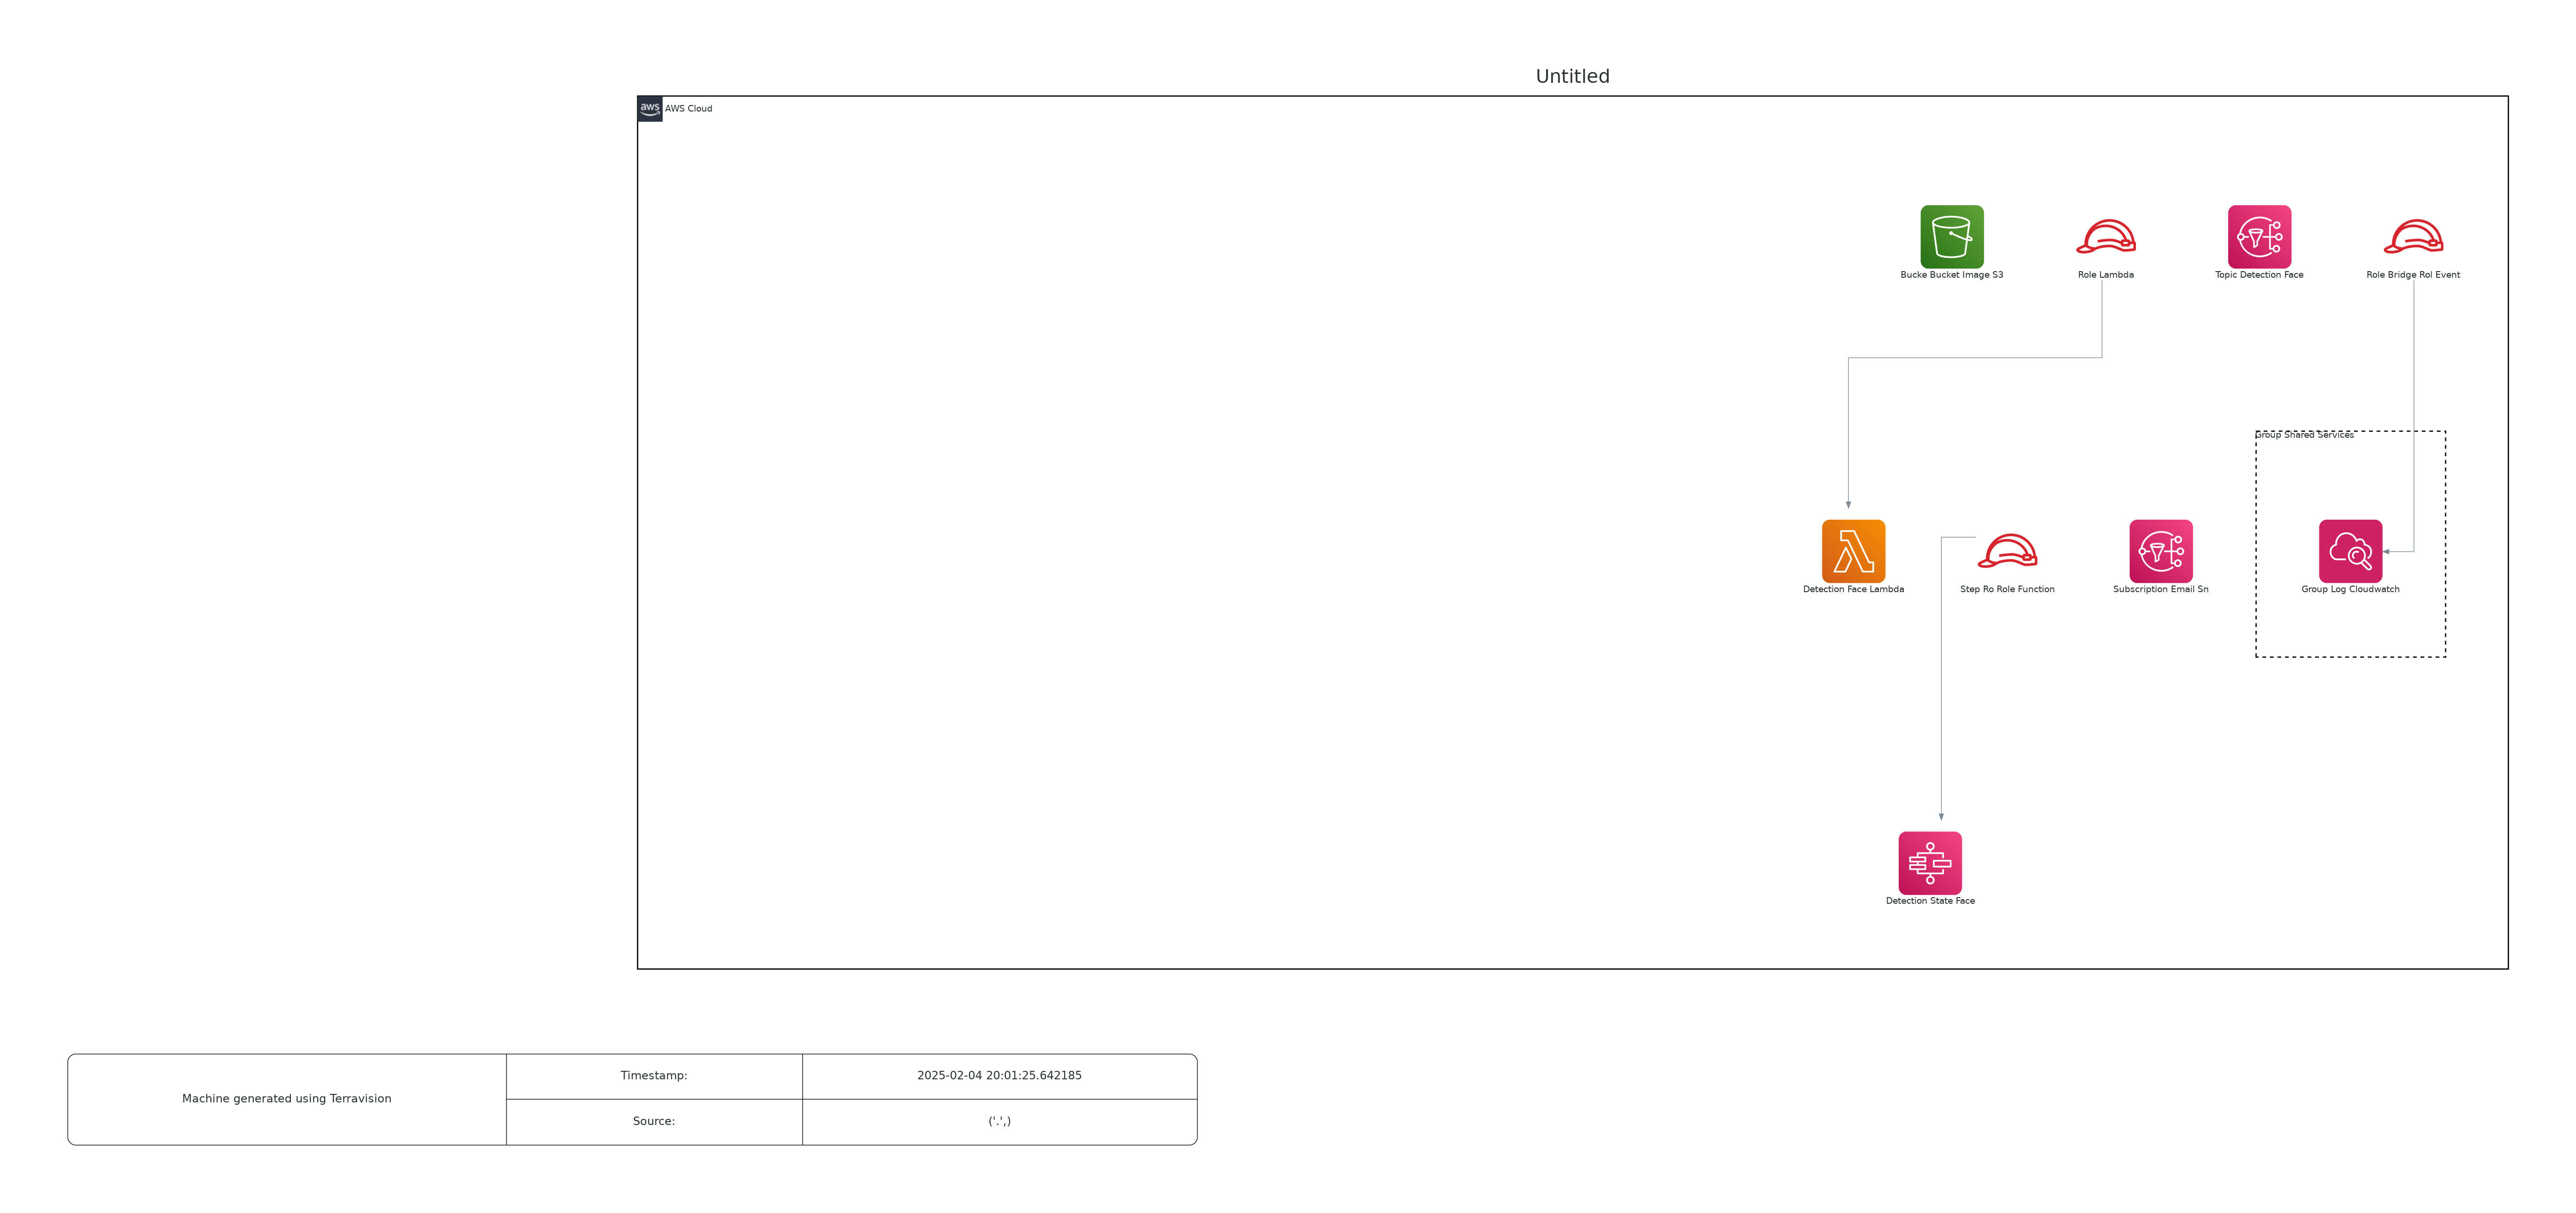 Untitled
aws
AWS Cloud
Bucke Bucket Image S3
Role Lambda
Topic Detection Face
Role Bridge Rol Event
Group Shared Services
Detection Face Lambda
Step Ro Role Function
Subscription Email Sn
Group Log Cloudwatch
Detection State Face
Machine generated using Terravision
Timestamp:
2025-02-04 20:01:25.642185
Source:
('.',)